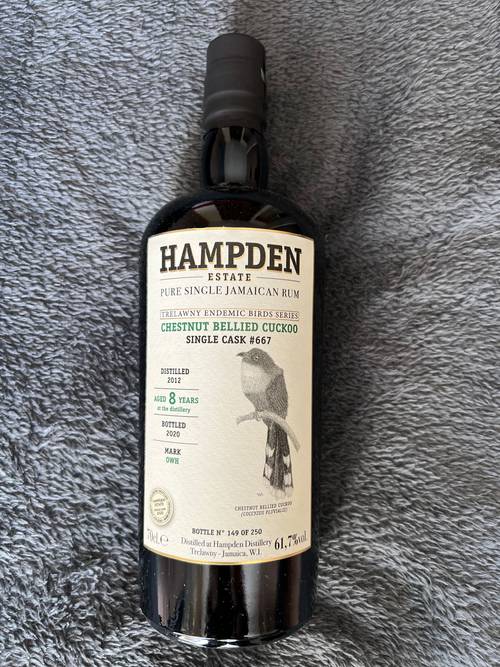 HAMPDEN
ESTATE
PURE SINGLE JAMAICAN RUM
TRELAWNY ENDEMIC BIRDS SERIES
CHESTNUT BELLIED CUCKOO
SINGLE CASK #667
DISTILLED
2012
AGED 8 YEARS
at the distillery
BOTTLED
2020
MARK
OWH
CHESTNUT BELLIED CUCKOO
(COCCYZUS PLUVIALIS)
BOTTLE N° 149 OF 250
70cl. ℮
Distilled at Hampden Distillery
Trelawny - Jamaica, W.I.
61,7%vol.